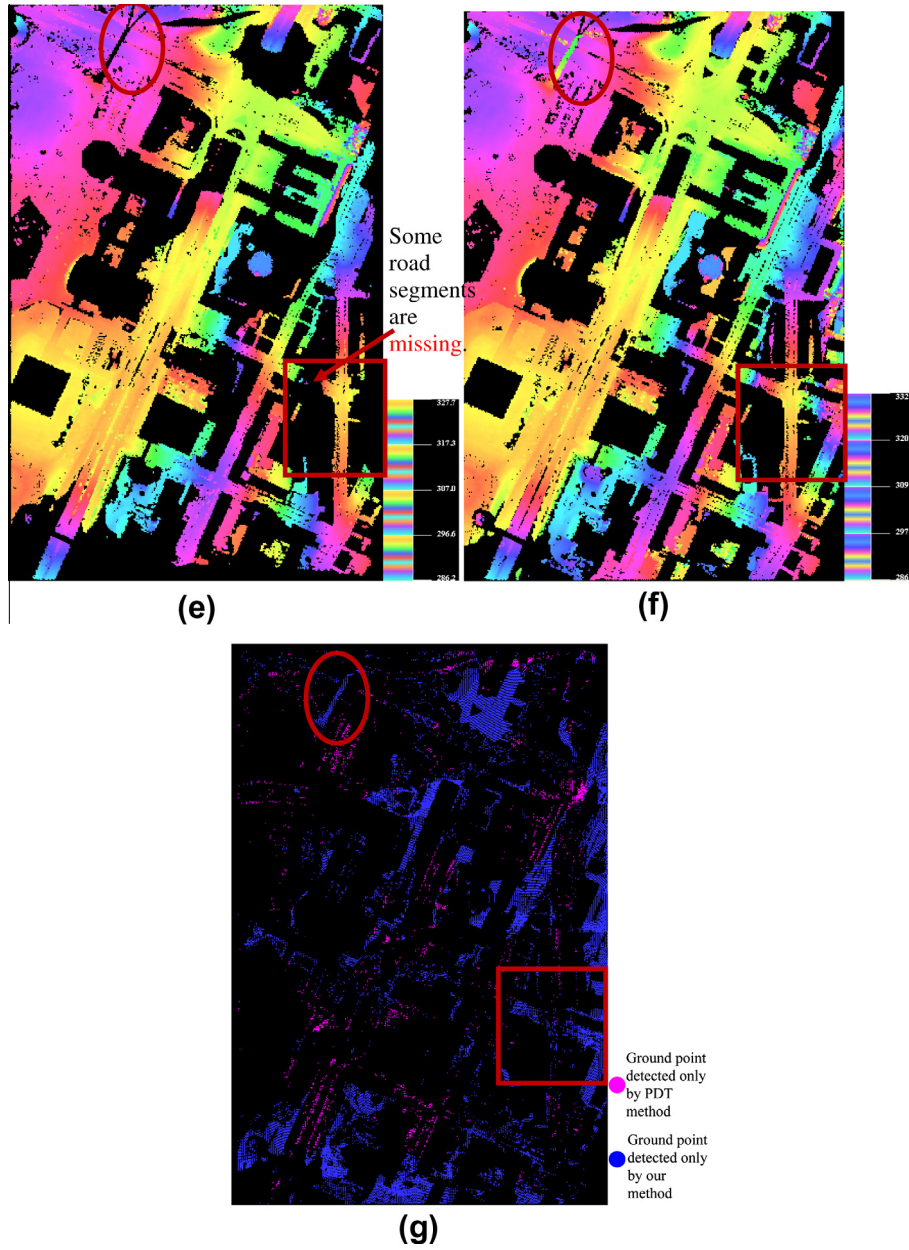 Some
road
segments
are
missing.
327.7
317.3
307.0
296.6
286.2
332.
320
309
297
286
(e)
(f)
Ground point
detected only
by PDT
method
Ground point
detected only
by our
method
(g)